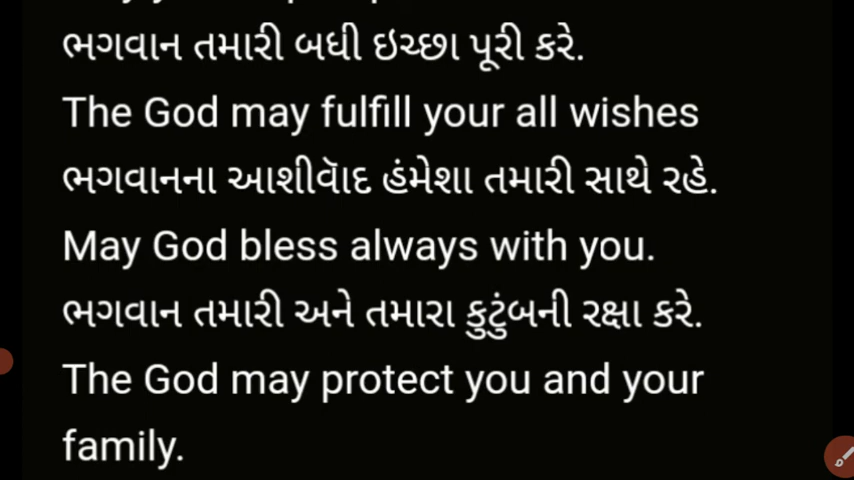 ભગવાન તમારી બધી ઇચ્છા પૂરી કરે.
The God may fulfill your all wishes
ભગવાનના આશીર્વાદ હંમેશા તમારી સાથે રહે.
May God bless always with you.
ભગવાન તમારી અને તમારા કુટુંબની રક્ષા કરે.
The God may protect you and your
family.